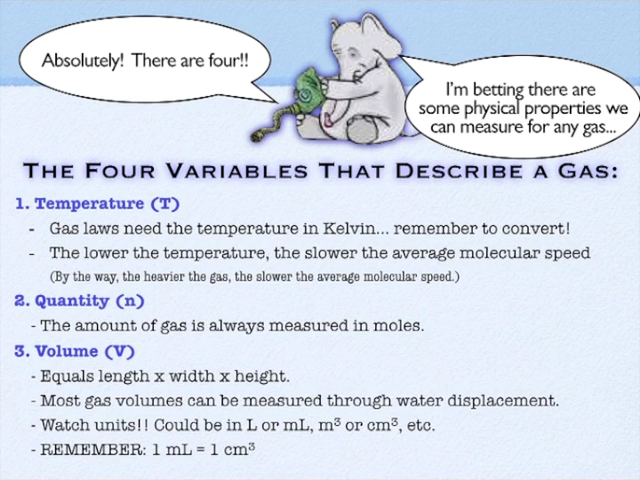 Absolutely! There are four!!
I'm betting there are
some physical properties we
can measure for any gas...
THE FOUR VARIABLES THAT DESCRIBE A GAS:
1. Temperature (T)
- Gas laws need the temperature in Kelvin... remember to convert!
- The lower the temperature, the slower the average molecular speed
(By the way, the heavier the gas, the slower the average molecular speed.)
2. Quantity (n)
- The amount of gas is always measured in moles.
3. Volume (V)
- Equals length x width x height.
- Most gas volumes can be measured through water displacement.
- Watch units!! Could be in L or mL, m³ or cm³, etc.
- REMEMBER: 1 mL = 1 cm³